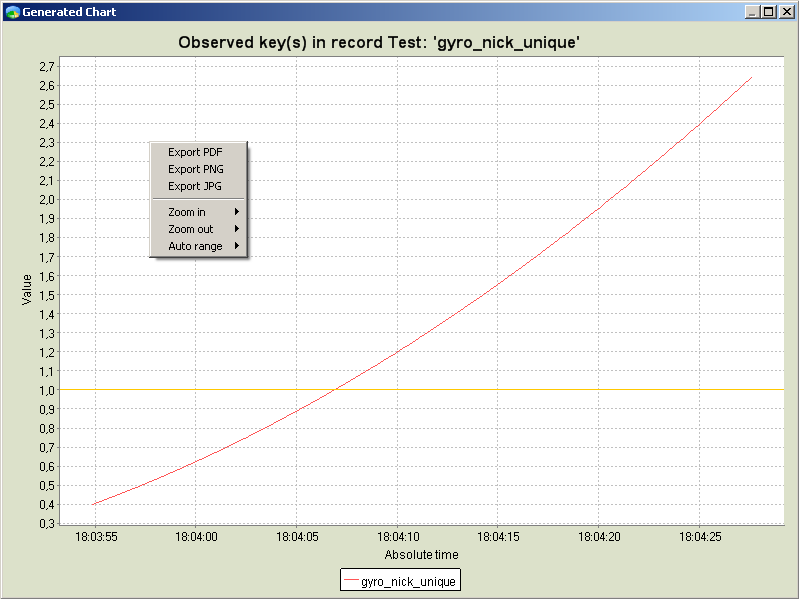 Generated Chart
Observed key(s) in record Test: 'gyro_nick_unique'
2,7
2,6
2,5
2,4
2,3
2,2
2,1
2,0
1,9
1,8
1,7
1,6
1,5
1,4
1,3
1,2
1,1
1,0
0,9
0,8
0,7
0,6
0,5
0,4
0,3
Value
Export PDF
Export PNG
Export JPG
Zoom in
Zoom out
Auto range
18:03:55 18:04:00 18:04:05 18:04:10 18:04:15 18:04:20 18:04:25
Absolute time
gyro_nick_unique